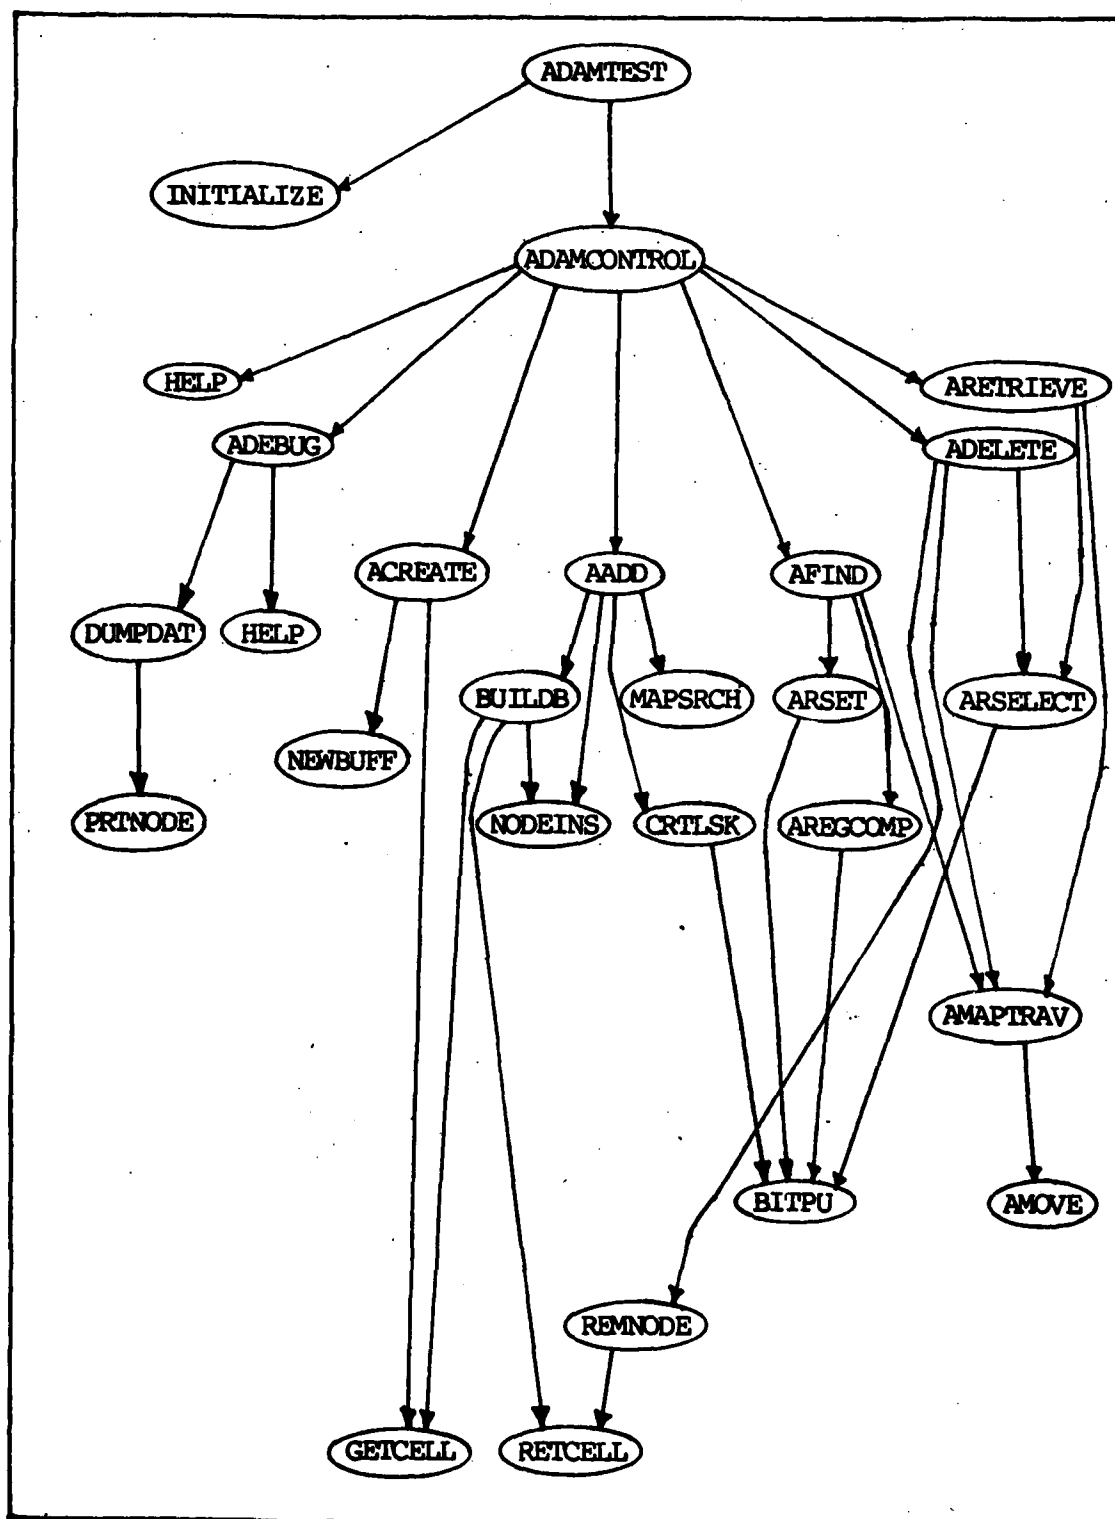 ADAMTEST
INITIALIZE
ADAMCONTROL
HELP
ARETRIEVE
ADEBUG
ADELETE
ACREATE
AADD
AFIND
DUMPDAT
HELP
BUILDB
MAPSRCH
ARSET
ARSELECT
NEWBUFF
PRTNODE
NODEINS
CRTLSK
AREGCOMP
AMAPTRAV
BITPU
AMOVE
REMNODE
GETCELL
RETCELL